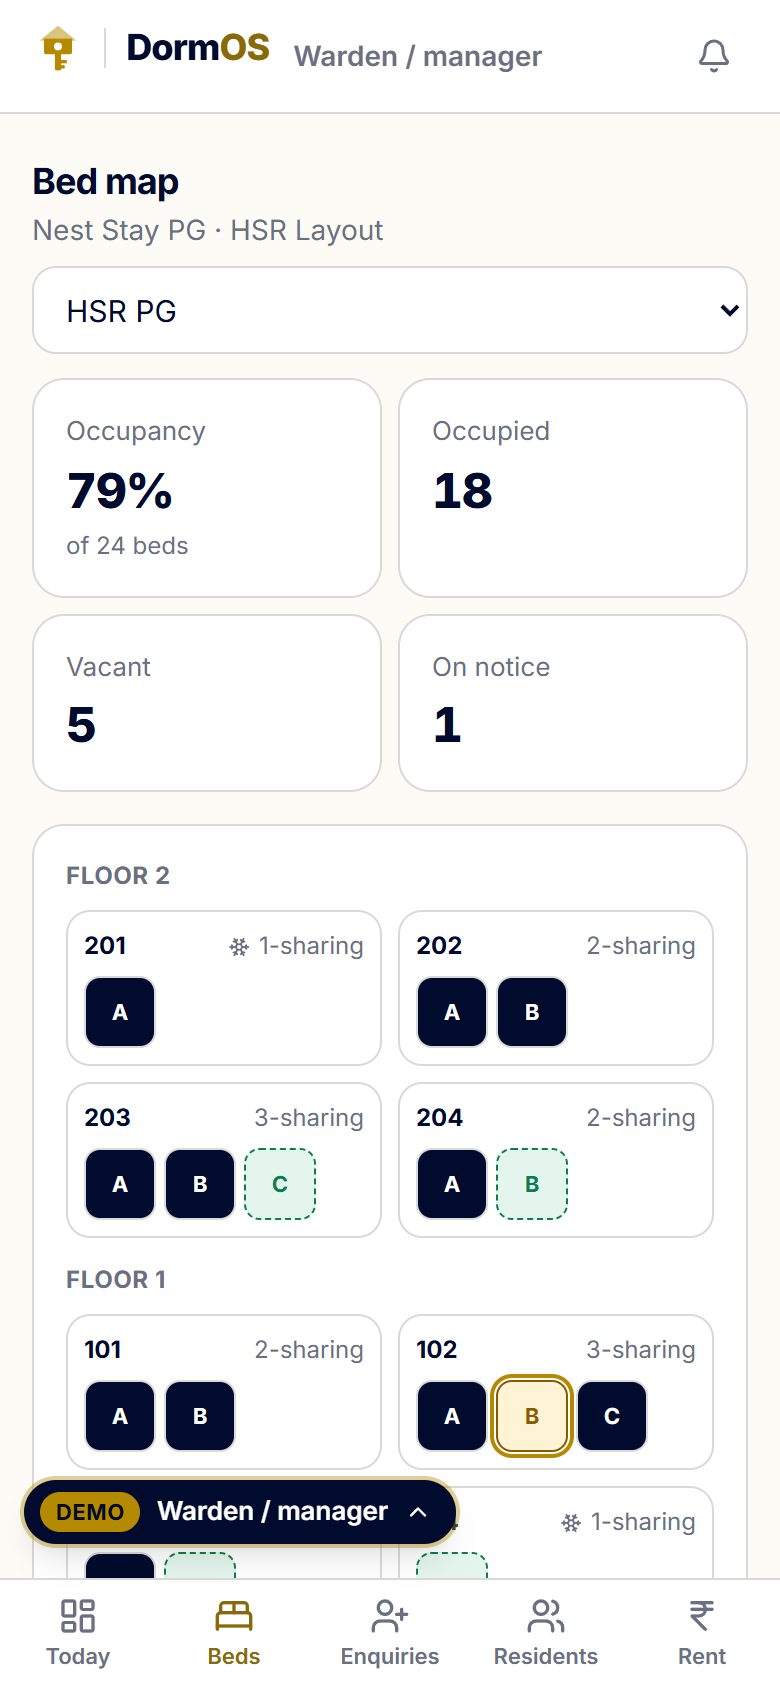 DormOS Warden / manager
Bed map
Nest Stay PG · HSR Layout
HSR PG
Occupancy
79%
of 24 beds
Occupied
18
Vacant
5
On notice
1
FLOOR 2
201 1-sharing
A
202 2-sharing
A B
203 3-sharing
A B C
204 2-sharing
A B
FLOOR 1
101 2-sharing
A B
102 3-sharing
A B C
1-sharing
DEMO Warden / manager
Today
Beds
Enquiries
Residents
Rent